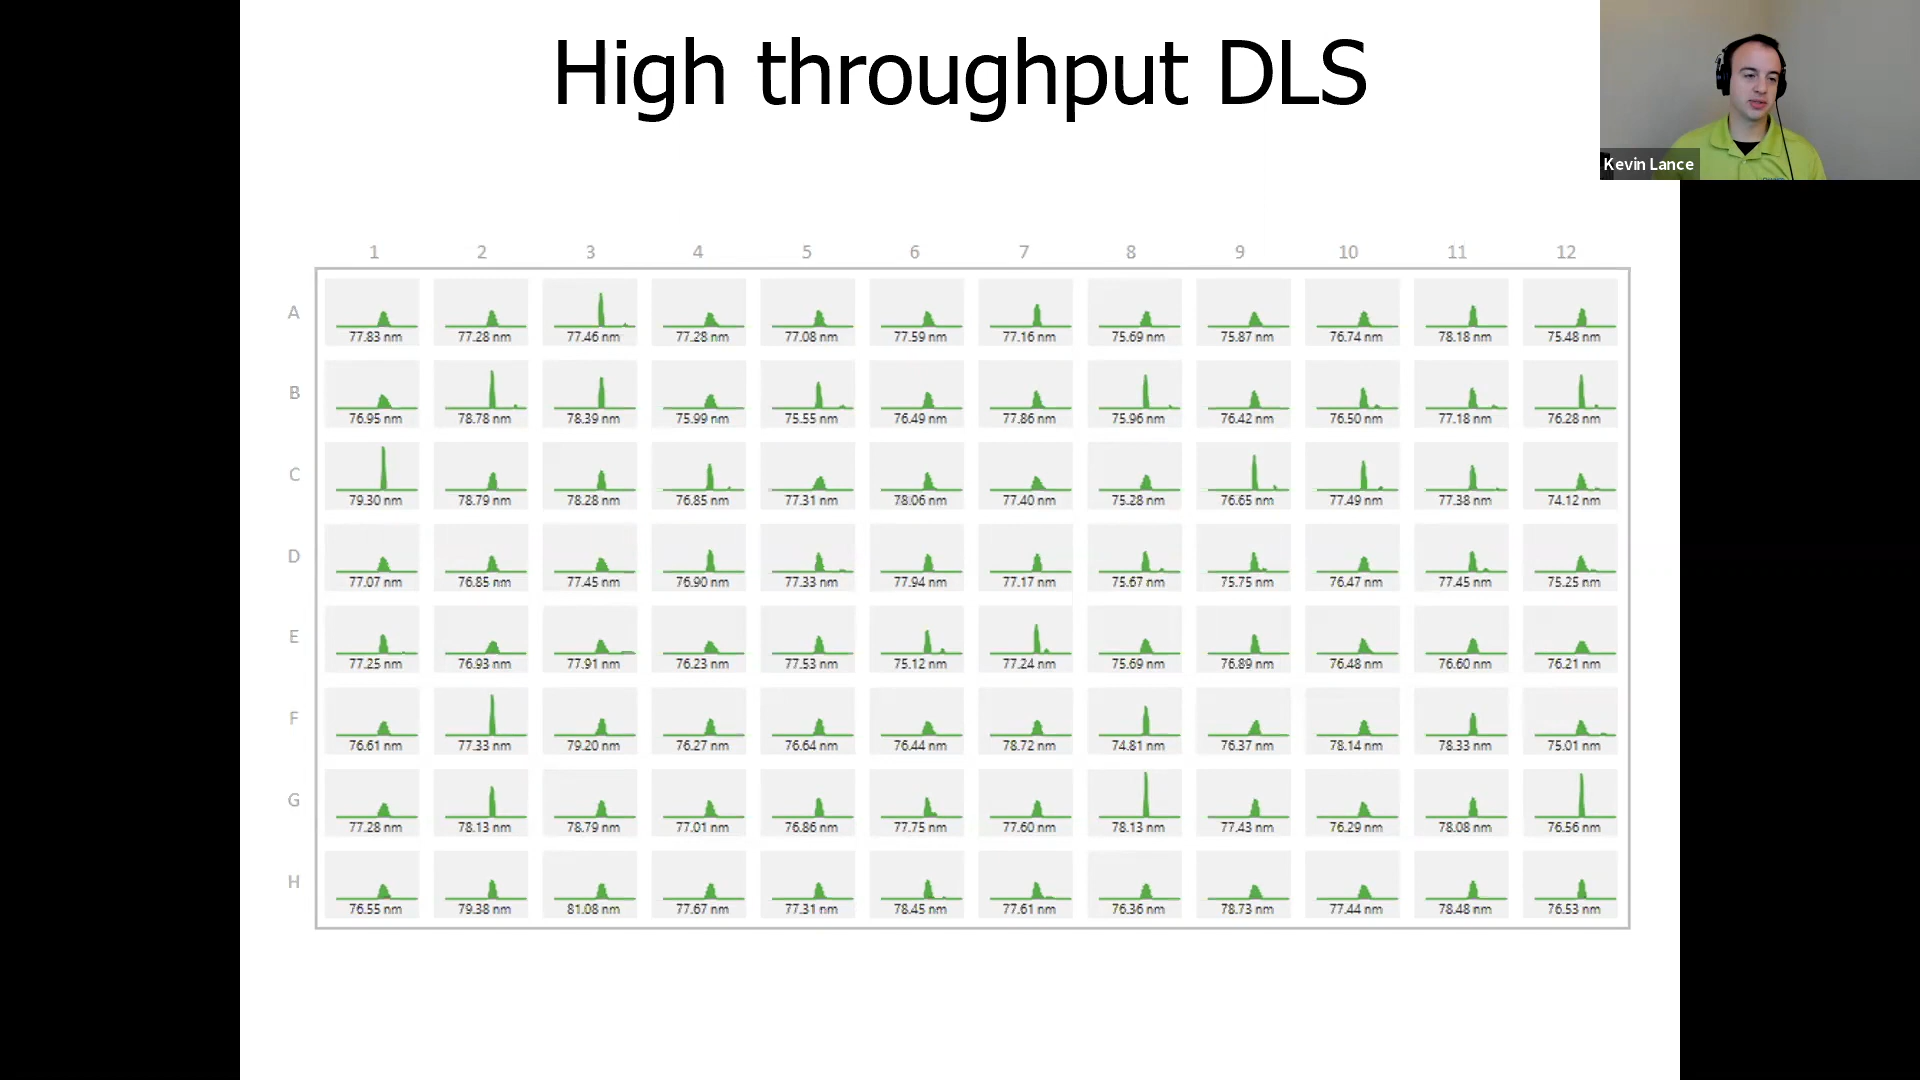 High throughput DLS
Kevin Lance
1 2 3 4 5 6 7 8 9 10 11 12
A
77.83 nm 77.28 nm 77.46 nm 77.28 nm 77.08 nm 77.59 nm 77.16 nm 75.69 nm 75.87 nm 76.74 nm 78.18 nm 75.48 nm
B
76.95 nm 78.78 nm 78.39 nm 75.99 nm 75.55 nm 76.49 nm 77.86 nm 75.96 nm 76.42 nm 76.50 nm 77.18 nm 76.28 nm
C
79.30 nm 78.79 nm 78.28 nm 76.85 nm 77.31 nm 78.06 nm 77.40 nm 75.28 nm 76.65 nm 77.49 nm 77.38 nm 74.12 nm
D
77.07 nm 76.85 nm 77.45 nm 76.90 nm 77.33 nm 77.94 nm 77.17 nm 75.67 nm 75.75 nm 76.47 nm 77.45 nm 75.25 nm
E
77.25 nm 76.93 nm 77.91 nm 76.23 nm 77.53 nm 75.12 nm 77.24 nm 75.69 nm 76.89 nm 76.48 nm 76.60 nm 76.21 nm
F
76.61 nm 77.33 nm 79.20 nm 76.27 nm 76.64 nm 76.44 nm 78.72 nm 74.81 nm 76.37 nm 78.14 nm 78.33 nm 75.01 nm
G
77.28 nm 78.13 nm 78.79 nm 77.01 nm 76.86 nm 77.75 nm 77.60 nm 78.13 nm 77.43 nm 76.29 nm 78.08 nm 76.56 nm
H
76.55 nm 79.38 nm 81.08 nm 77.67 nm 77.31 nm 78.45 nm 77.61 nm 76.36 nm 78.73 nm 77.44 nm 78.48 nm 76.53 nm